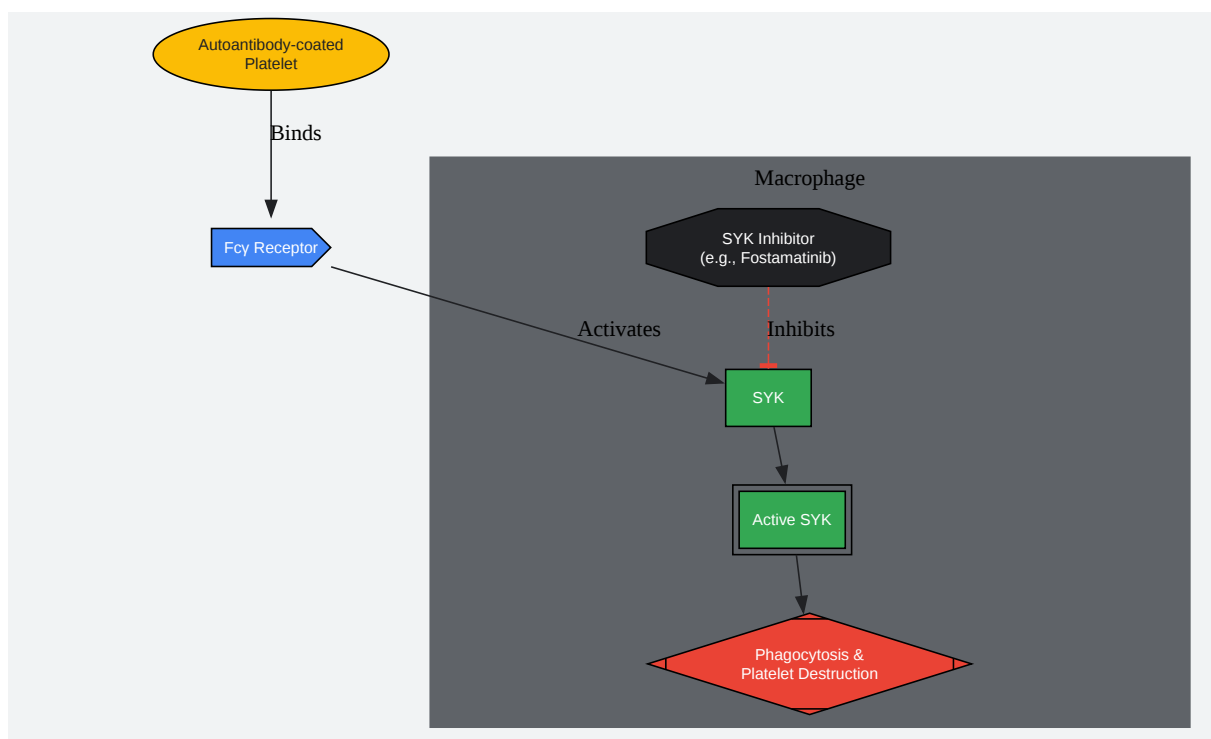 Autoantibody-coated
Platelet
Binds
Macrophage
Fcγ Receptor
SYK Inhibitor
(e.g., Fostamatinib)
Activates
Inhibits
SYK
Active SYK
Phagocytosis &
Platelet Destruction